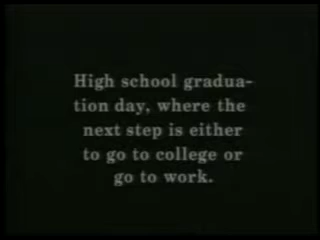 High school gradua-
tion day, where the
next step is either
to go to college or
go to work.